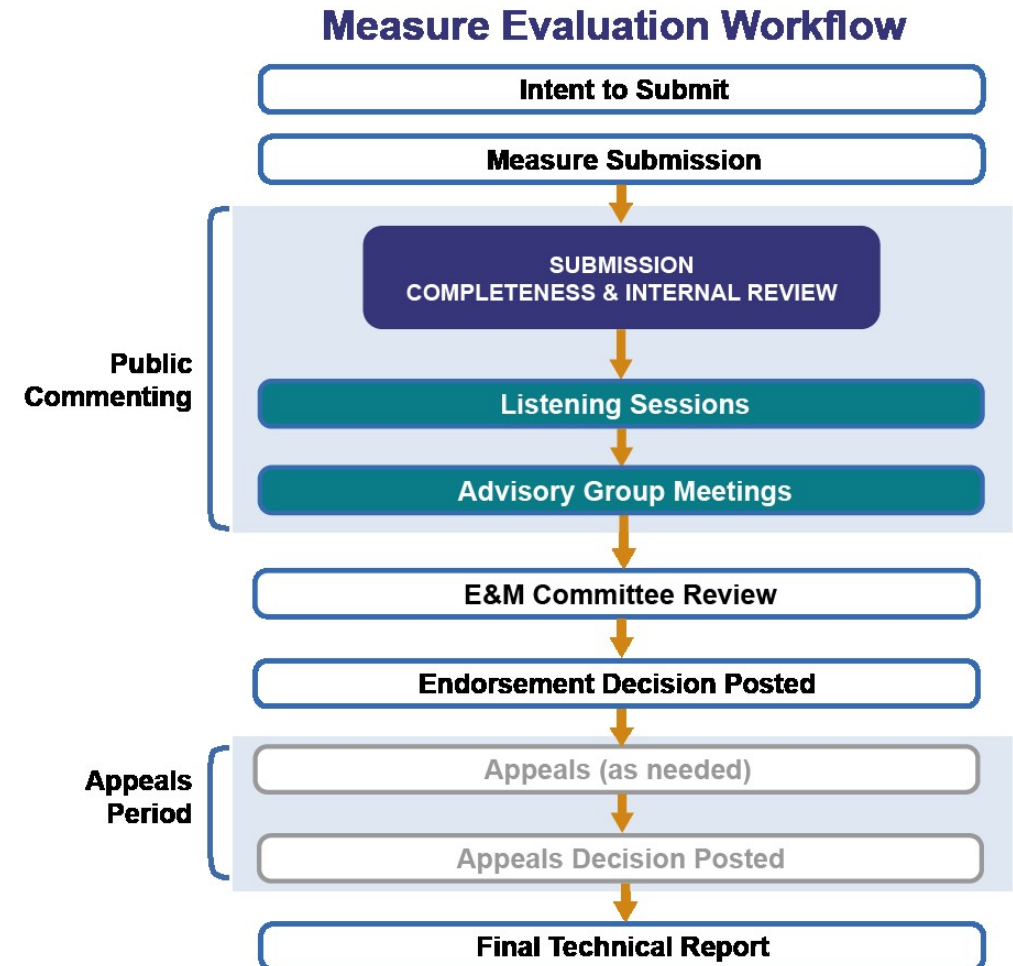 Measure Evaluation Workflow
Intent to Submit
Measure Submission
SUBMISSION
COMPLETENESS & INTERNAL REVIEW
Public
Commenting
Listening Sessions
Advisory Group Meetings
E&M Committee Review
Endorsement Decision Posted
Appeals
Period
Appeals (as needed)
Appeals Decision Posted
Final Technical Report